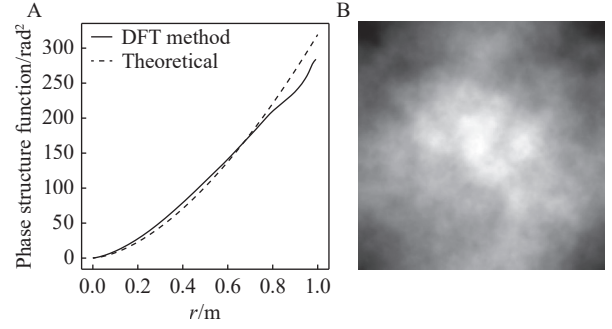 A
B
Phase structure function/rad²
300
250
200
150
100
50
0
DFT method
Theoretical
0.0 0.2 0.4 0.6 0.8 1.0
r/m